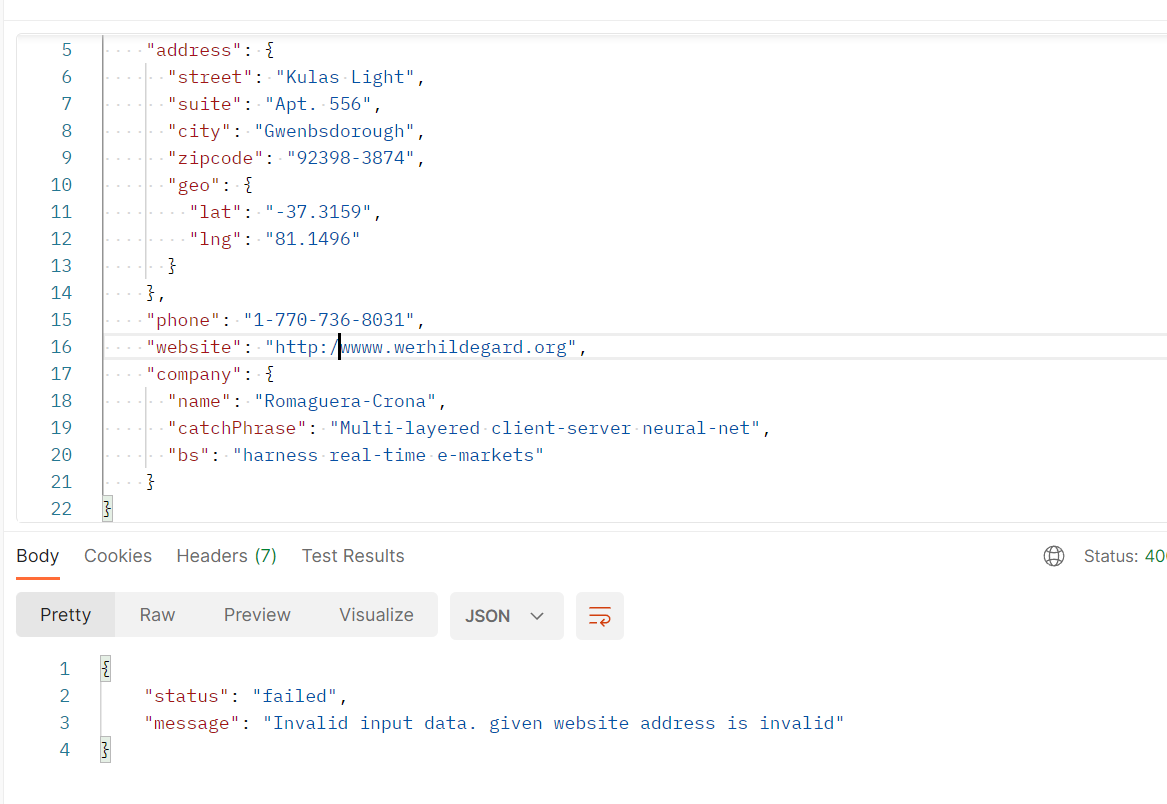 5 "address": {
6 "street": "Kulas Light",
7 "suite": "Apt. 556",
8 "city": "Gwenbsdorough",
9 "zipcode": "92398-3874",
10 "geo": {
11 "lat": "-37.3159",
12 "lng": "81.1496"
13 }
14 },
15 "phone": "1-770-736-8031",
16 "website": "http:/wwww.werhildegard.org",
17 "company": {
18 "name": "Romaguera-Crona",
19 "catchPhrase": "Multi-layered client-server neural-net",
20 "bs": "harness real-time e-markets"
21 }
22 }
Body Cookies Headers (7) Test Results Status: 40
Pretty Raw Preview Visualize JSON
1 {
2 "status": "failed",
3 "message": "Invalid input data. given website address is invalid"
4 }